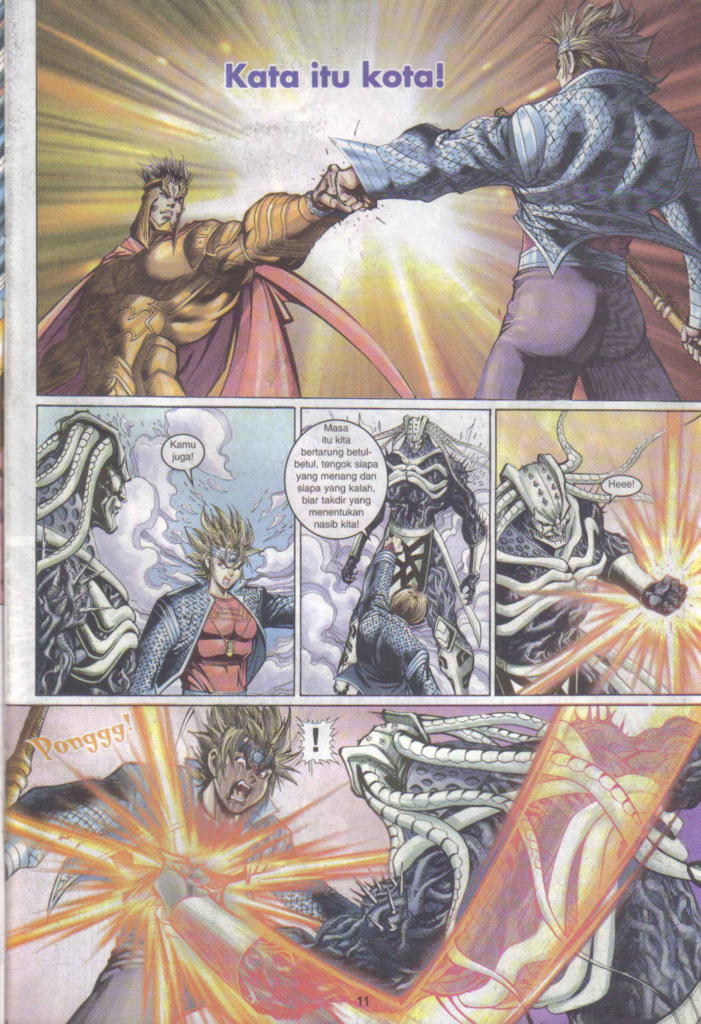 Kata itu kota!
Kamu
juga!
Masa
itu kita
bertarung betul-
betul, tengok siapa
yang menang dan
siapa yang kalah,
biar takdir yang
menentukan
nasib kita!
Heee!
Ponggg!
!
11